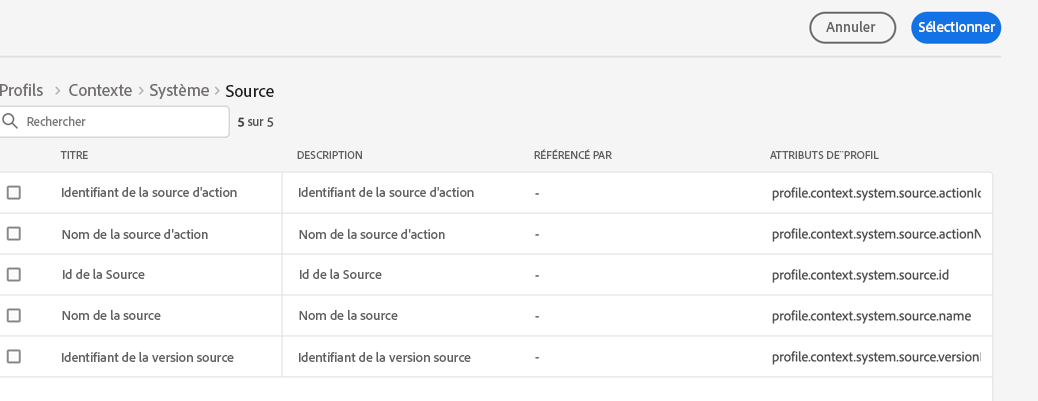 Annuler Sélectionner
Profils > Contexte > Système > Source
Rechercher 5 sur 5
TITRE DESCRIPTION RÉFÉRENCÉ PAR ATTRIBUTS DE¨PROFIL
Identifiant de la source d'action Identifiant de la source d'action - profile.context.system.source.actionId
Nom de la source d'action Nom de la source d'action - profile.context.system.source.actionN
Id de la Source Id de la Source - profile.context.system.source.id
Nom de la source Nom de la source - profile.context.system.source.name
Identifiant de la version source Identifiant de la version source - profile.context.system.source.version